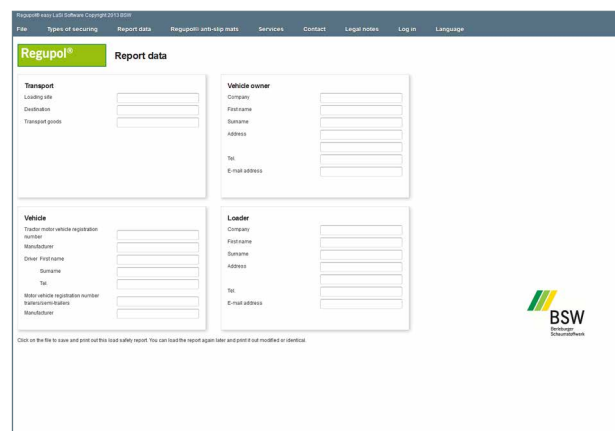 Regupol® easy LaSi Software Copyright 2013 BSW
File Types of securing Report data Regupol® anti-slip mats Services Contact Legal notes Log in Language
Regupol®
Report data
Transport
Loading site
Destination
Transport goods
Vehicle owner
Company
First name
Surname
Address
Tel.
E-mail address
Vehicle
Tractor motor vehicle registration
number
Manufacturer
Driver First name
Surname
Tel.
Motor vehicle registration number
trailers/semi-trailers
Manufacturer
Loader
Company
First name
Surname
Address
Tel.
E-mail address
BSW
Berleburger
Schaumstoffwerk
Click on the file to save and print out this load safety report. You can load the report again later and print it out modified or identical.